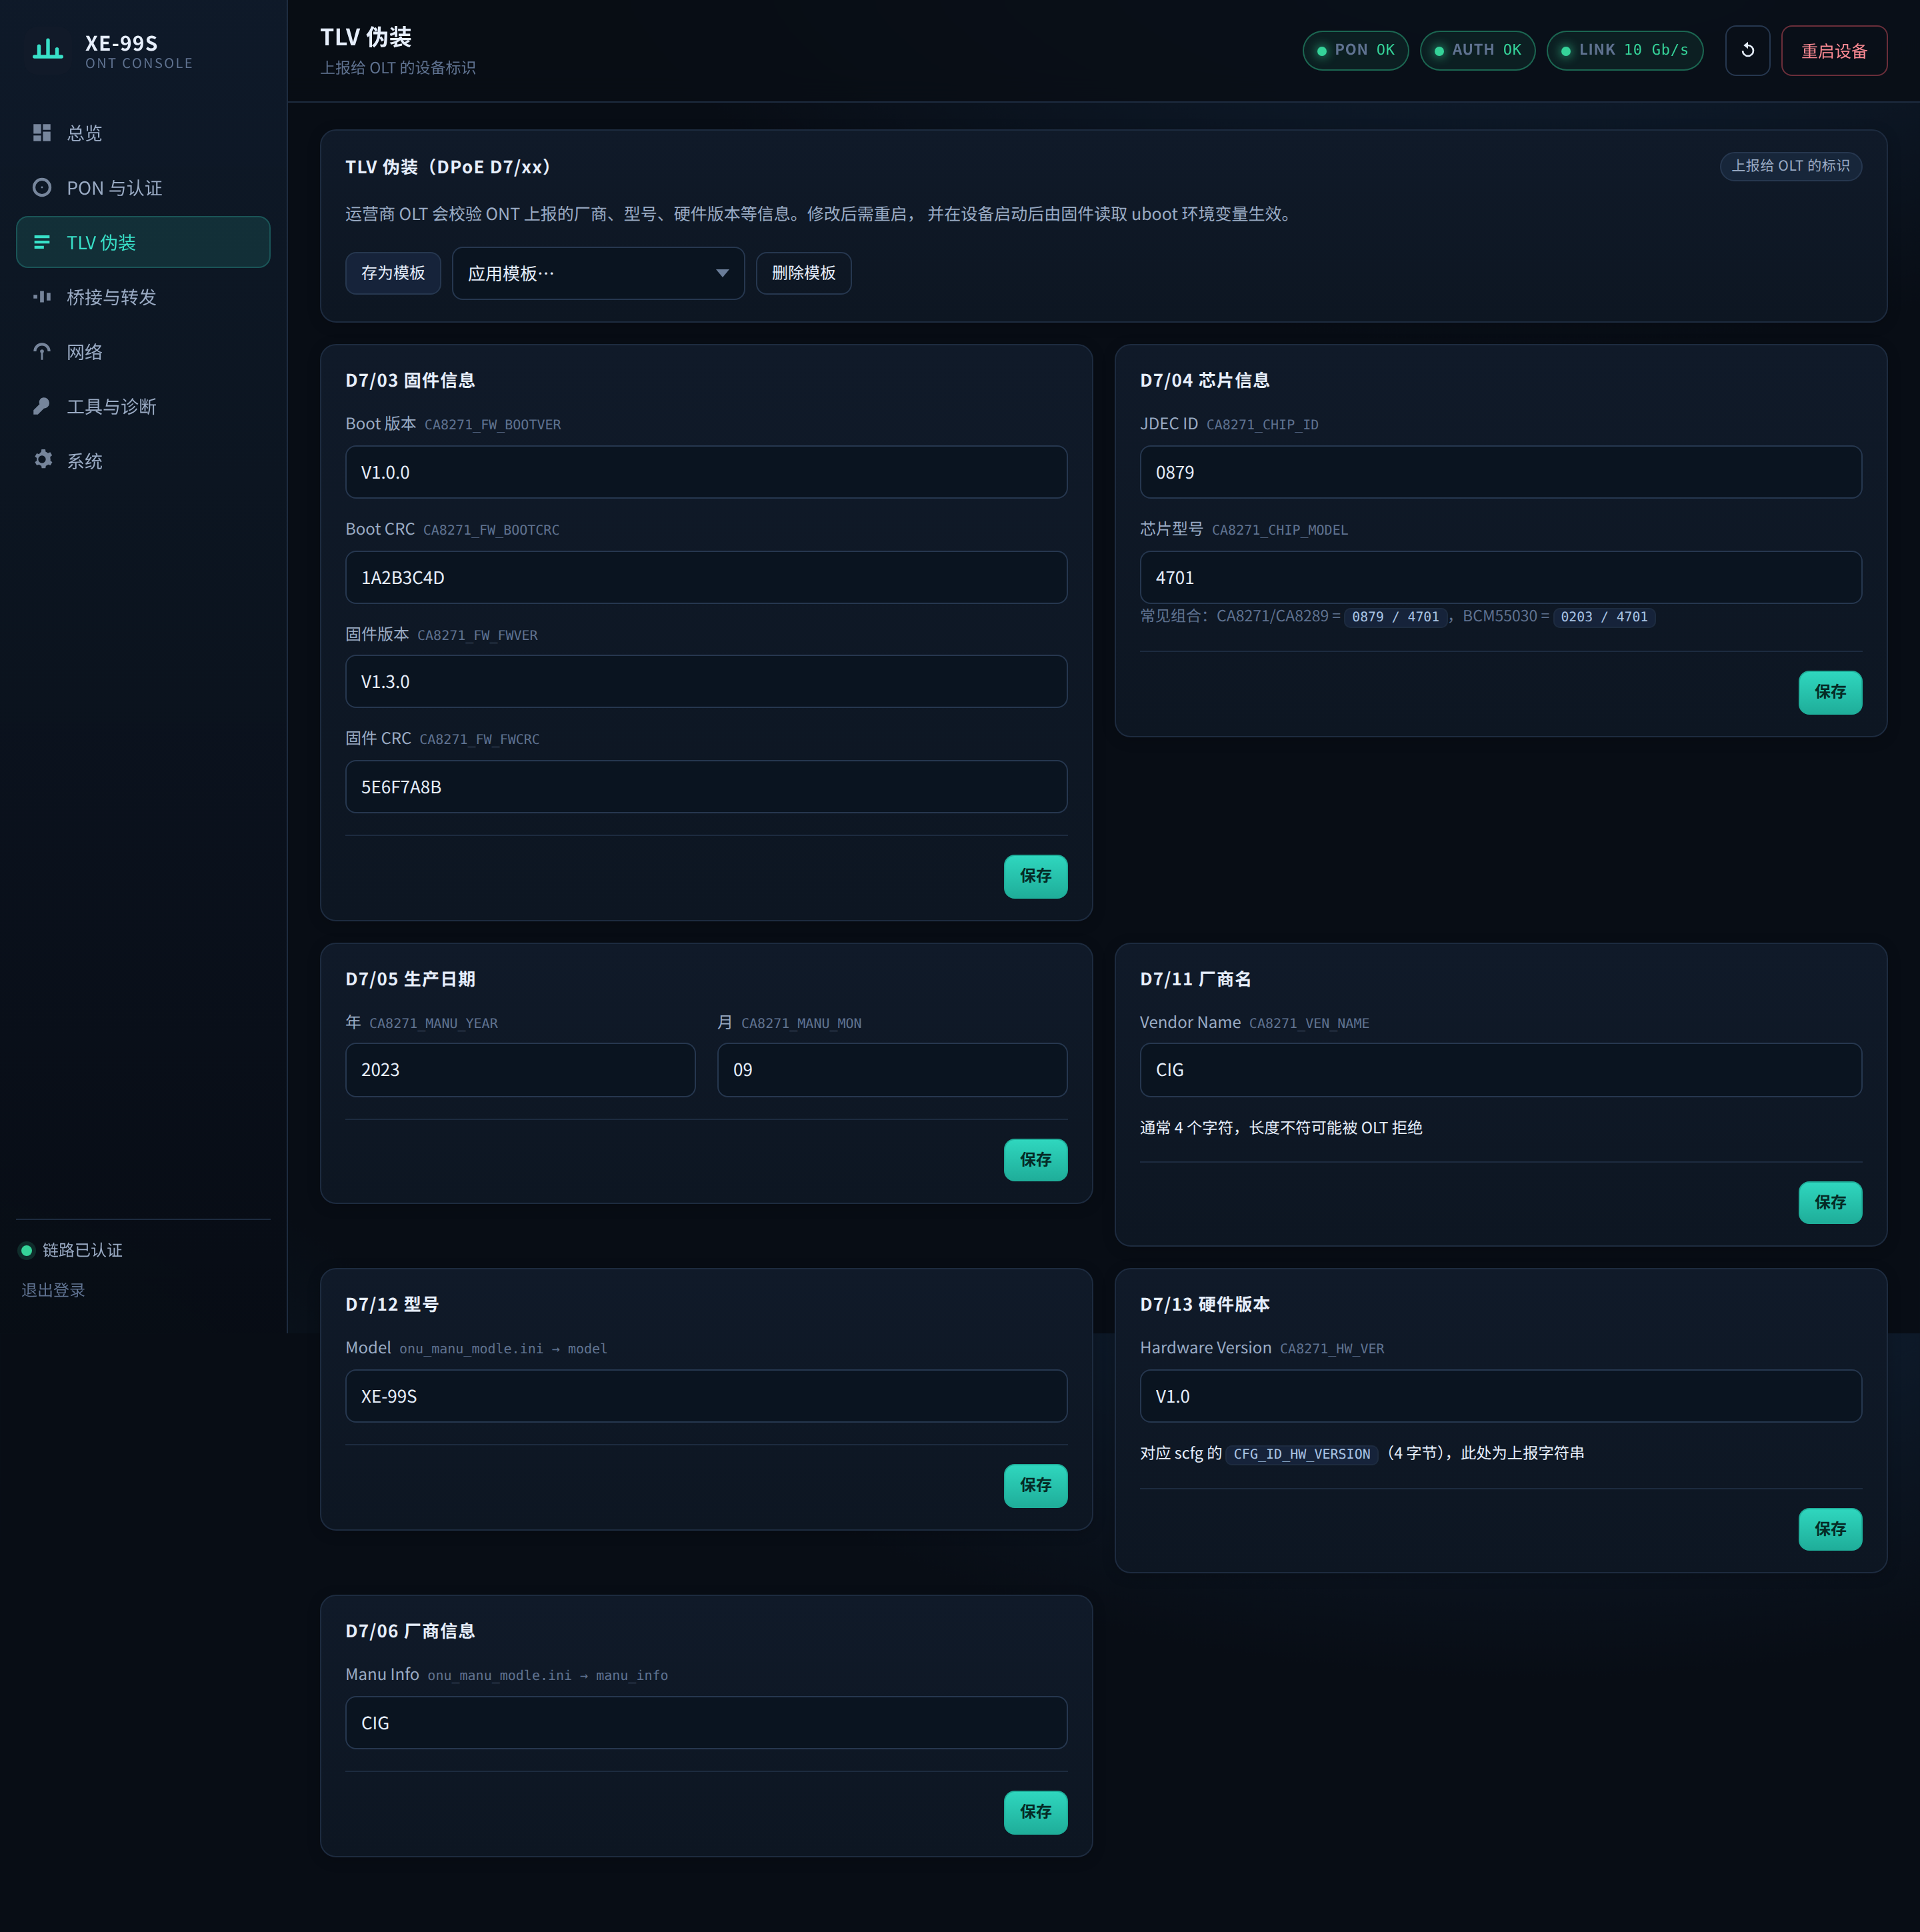 XE-99S
ONT CONSOLE
总览
PON 与认证
TLV 伪装
桥接与转发
网络
工具与诊断
系统
链路已认证
退出登录
TLV 伪装
上报给 OLT 的设备标识
PON OK
AUTH OK
LINK 10 Gb/s
重启设备
TLV 伪装（DPoE D7/xx）
上报给 OLT 的标识
运营商 OLT 会校验 ONT 上报的厂商、型号、硬件版本等信息。修改后需重启， 并在设备启动后由固件读取 uboot 环境变量生效。
存为模板
应用模板…
删除模板
D7/03 固件信息
Boot 版本 CA8271_FW_BOOTVER
V1.0.0
Boot CRC CA8271_FW_BOOTCRC
1A2B3C4D
固件版本 CA8271_FW_FWVER
V1.3.0
固件 CRC CA8271_FW_FWCRC
5E6F7A8B
保存
D7/04 芯片信息
JDEC ID CA8271_CHIP_ID
0879
芯片型号 CA8271_CHIP_MODEL
4701
常见组合：CA8271/CA8289 = 0879 / 4701，BCM55030 = 0203 / 4701
保存
D7/05 生产日期
年 CA8271_MANU_YEAR
2023
月 CA8271_MANU_MON
09
保存
D7/11 厂商名
Vendor Name CA8271_VEN_NAME
CIG
通常 4 个字符，长度不符可能被 OLT 拒绝
保存
D7/12 型号
Model onu_manu_modle.ini → model
XE-99S
保存
D7/13 硬件版本
Hardware Version CA8271_HW_VER
V1.0
对应 scfg 的 CFG_ID_HW_VERSION（4 字节），此处为上报字符串
保存
D7/06 厂商信息
Manu Info onu_manu_modle.ini → manu_info
CIG
保存